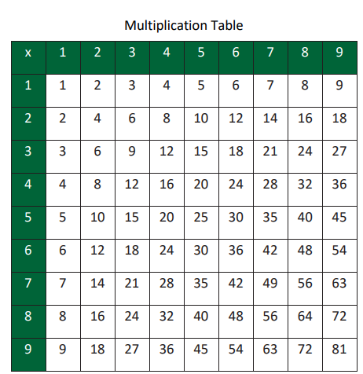 Multiplication Table
x 1 2 3 4 5 6 7 8 9
1 1 2 3 4 5 6 7 8 9
2 2 4 6 8 10 12 14 16 18
3 3 6 9 12 15 18 21 24 27
4 4 8 12 16 20 24 28 32 36
5 5 10 15 20 25 30 35 40 45
6 6 12 18 24 30 36 42 48 54
7 7 14 21 28 35 42 49 56 63
8 8 16 24 32 40 48 56 64 72
9 9 18 27 36 45 54 63 72 81